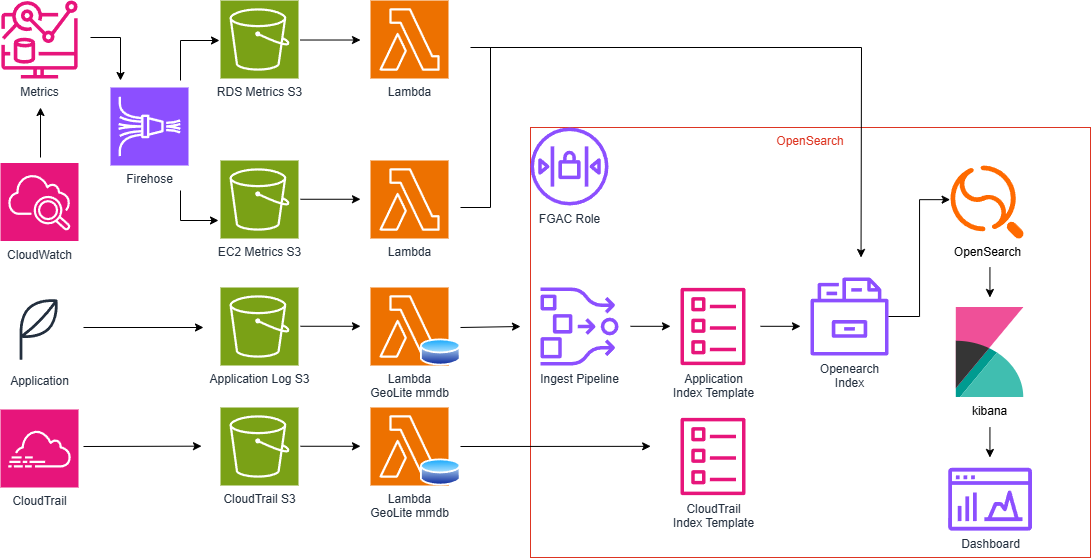 Metrics
RDS Metrics S3
Lambda
OpenSearch
Firehose
FGAC Role
CloudWatch
EC2 Metrics S3
Lambda
OpenSearch
Application
Application Log S3
Lambda
GeoLite mmdb
Ingest Pipeline
Application
Index Template
Openearch
Index
kibana
CloudTrail
CloudTrail S3
Lambda
GeoLite mmdb
CloudTrail
Index Template
Dashboard